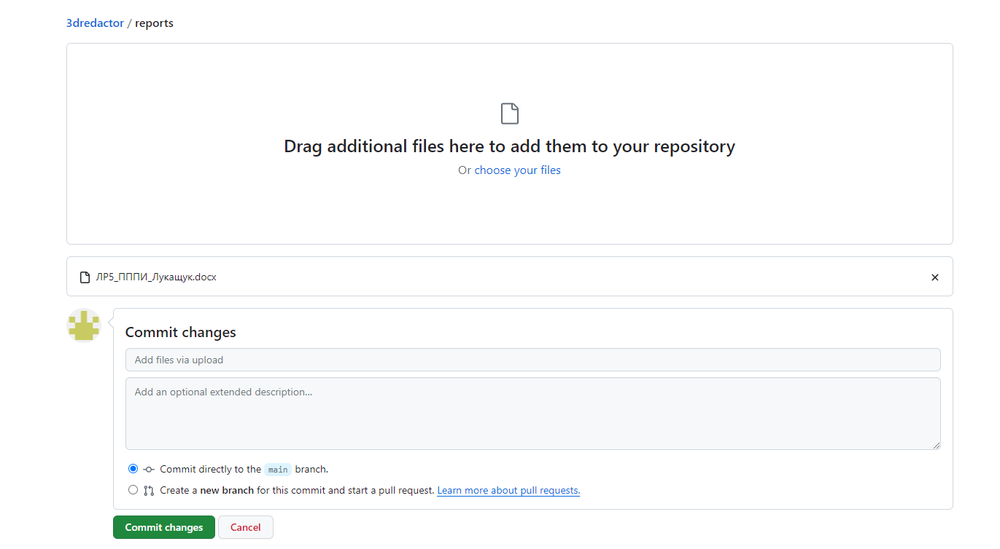 3dredactor / reports
Drag additional files here to add them to your repository
Or choose your files
ЛР5_ПППИ_Лукащук.docx
Commit changes
Add files via upload
Add an optional extended description...
Commit directly to the main branch.
Create a new branch for this commit and start a pull request. Learn more about pull requests.
Commit changes Cancel